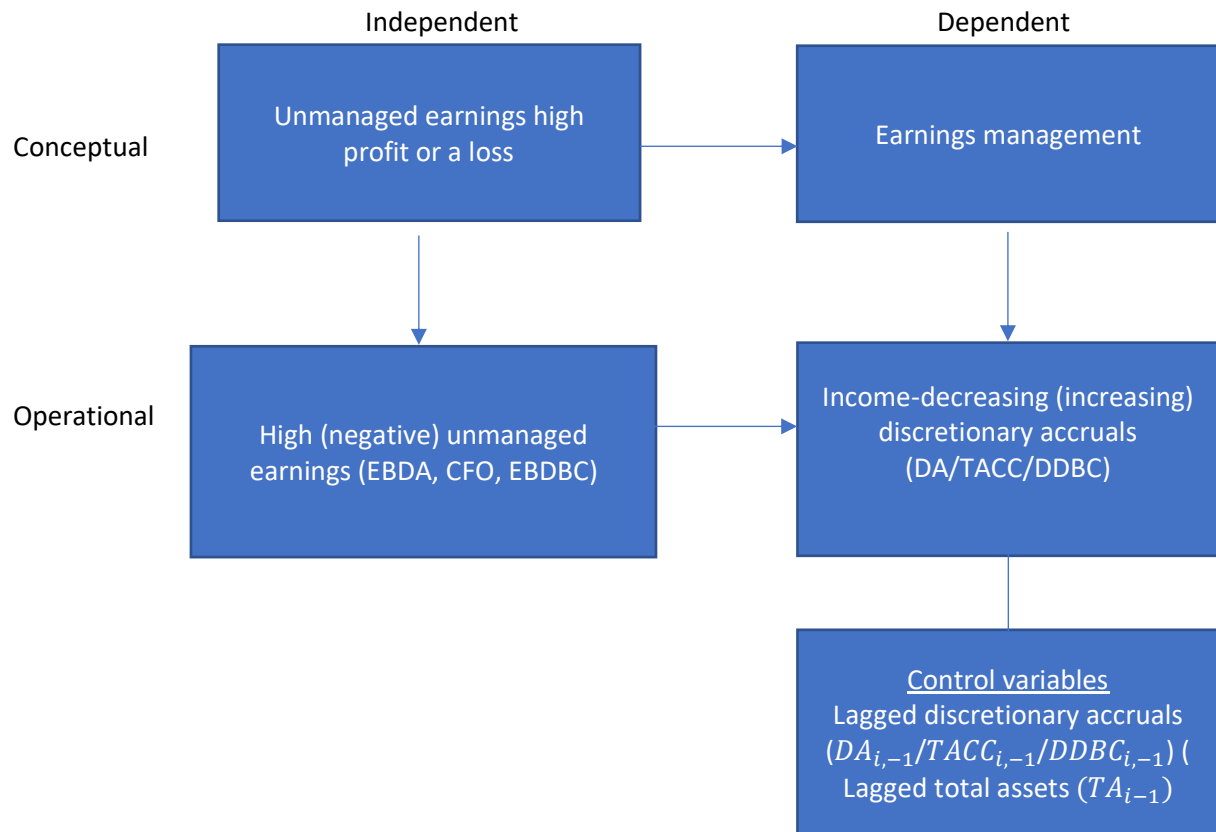 Independent
Dependent
Conceptual
Unmanaged earnings high
profit or a loss
Earnings management
Operational
High (negative) unmanaged
earnings (EBDA, CFO, EBDBC)
Income-decreasing (increasing)
discretionary accruals
(DA/TACC/DDBC)
Control variables
Lagged discretionary accruals
(DA_{i,−1}/TACC_{i,−1}/DDBC_{i,−1}) (
Lagged total assets (TA_{i−1})